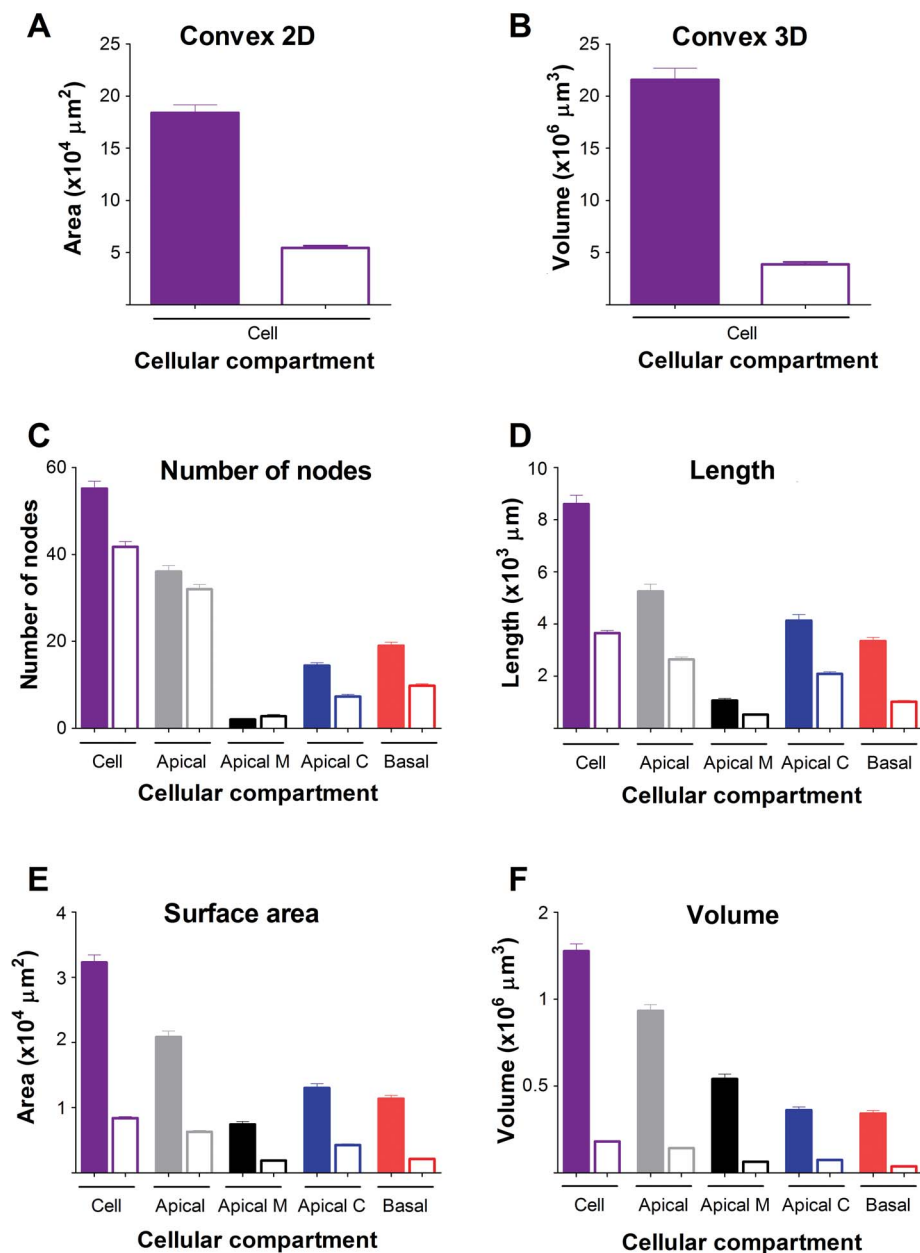 A
Convex 2D
25
20
15
10
5
Area (x10⁴ μm²)
Cell
Cellular compartment
B
Convex 3D
25
20
15
10
5
Volume (x10⁶ μm³)
Cell
Cellular compartment
C
Number of nodes
60
40
20
0
Number of nodes
Cell Apical Apical M Apical C Basal
Cellular compartment
D
Length
10
8
6
4
2
Length (x10³ μm)
Cell Apical Apical M Apical C Basal
Cellular compartment
E
Surface area
4
3
2
1
Area (x10⁴ μm²)
Cell Apical Apical M Apical C Basal
Cellular compartment
F
Volume
2
1
0.5
Volume (x10⁶ μm³)
Cell Apical Apical M Apical C Basal
Cellular compartment